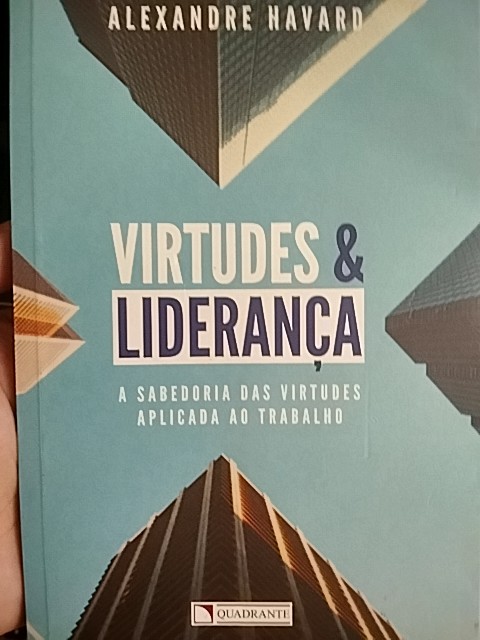 ALEXANDRE HAVARD
VIRTUDES &
LIDERANÇA
A SABEDORIA DAS VIRTUDES
APLICADA AO TRABALHO
QUADRANTE